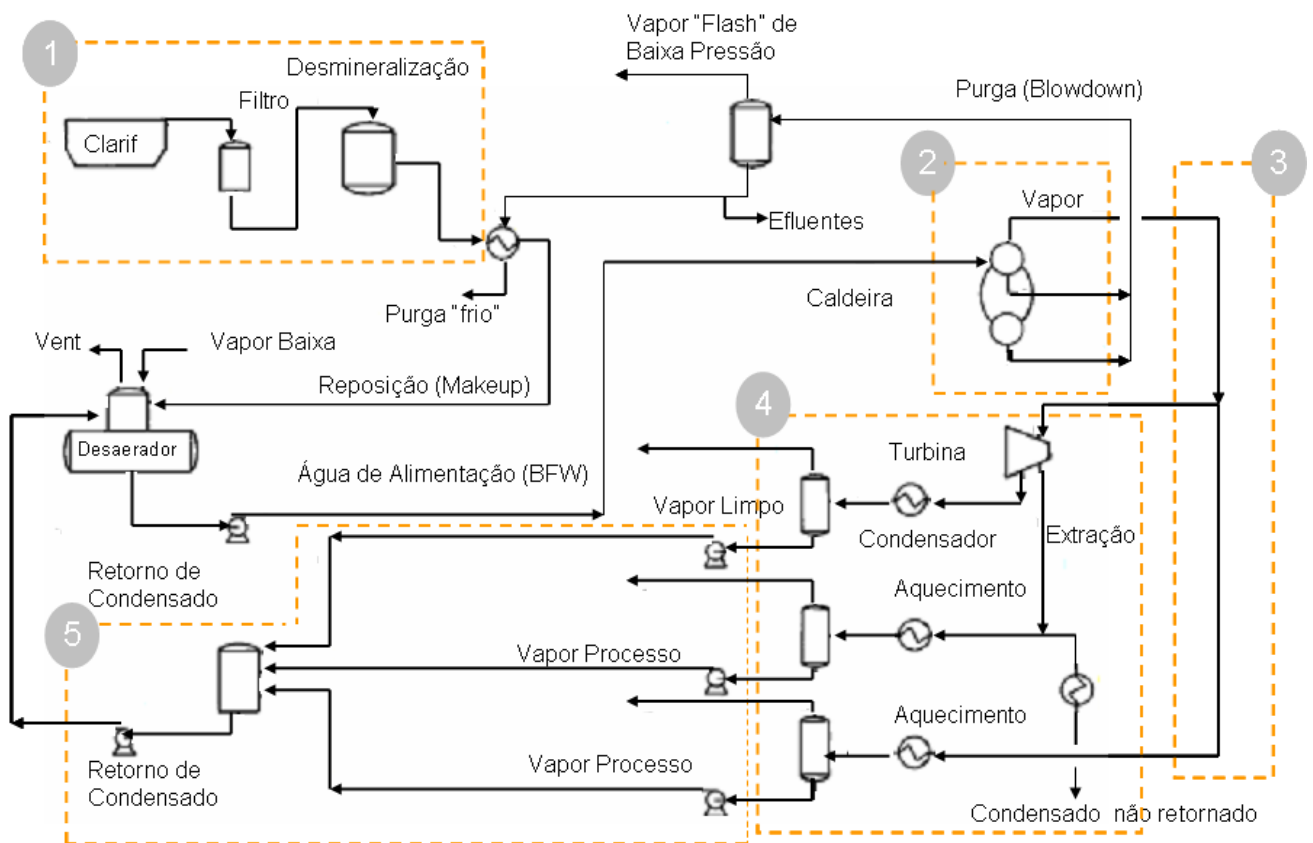 1
Vapor "Flash" de
Baixa Pressão
Desmineralização
Filtro
Clarif
Purga (Blowdown)
2
3
Vapor
Efluentes
Caldeira
Purga "frio"
Vent
Vapor Baixa
Reposição (Makeup)
Desaerador
4
Turbina
Água de Alimentação (BFW)
Vapor Limpo
Condensador
Extração
Retorno de
Condensado
Aquecimento
5
Vapor Processo
Aquecimento
Vapor Processo
Retorno de
Condensado
Condensado não retornado